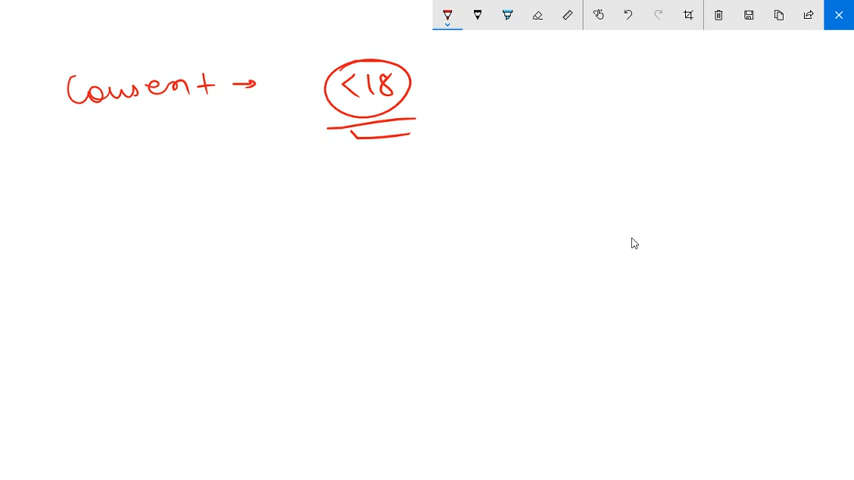 Consent → <18